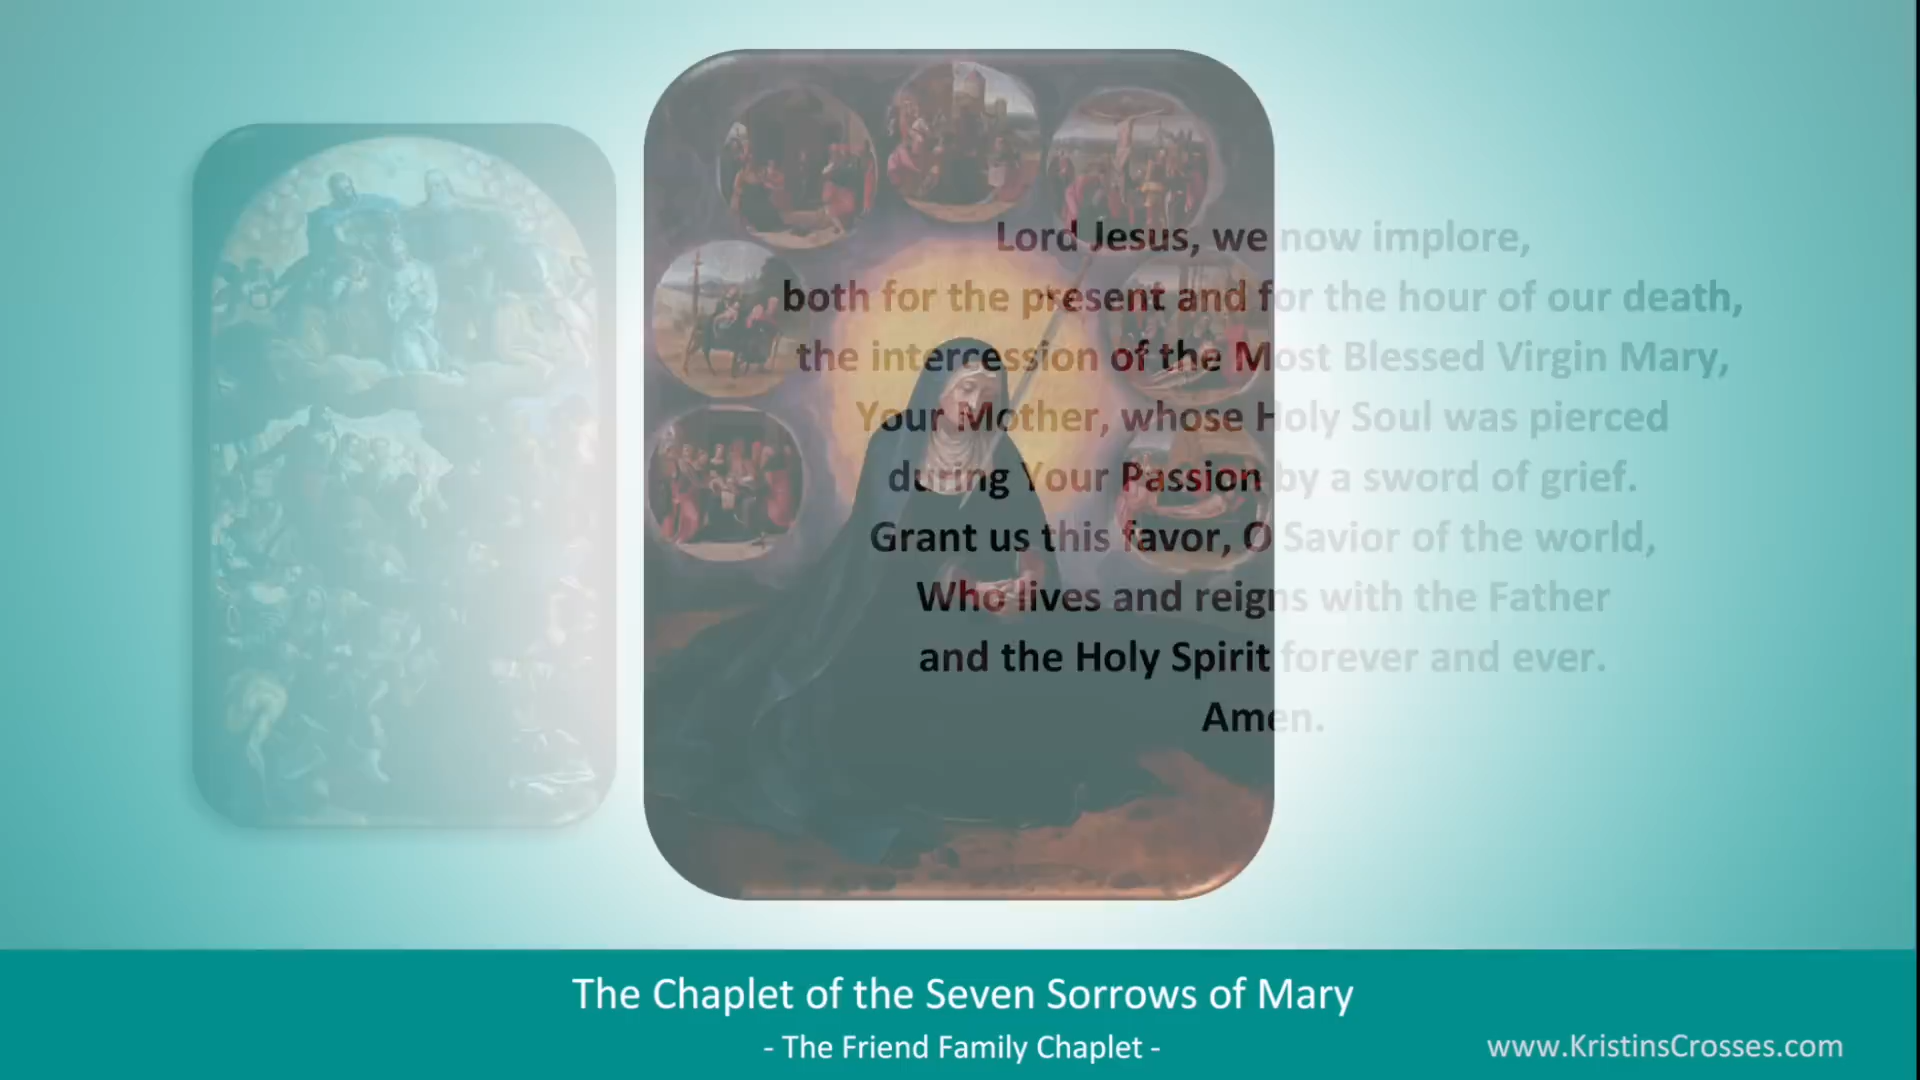 Lord Jesus, we now implore,
both for the present and for the hour of our death,
the intercession of the Most Blessed Virgin Mary,
Your Mother, whose Holy Soul was pierced
during Your Passion by a sword of grief.
Grant us this favor, O Savior of the world,
Who lives and reigns with the Father
and the Holy Spirit forever and ever.
Amen.
The Chaplet of the Seven Sorrows of Mary
- The Friend Family Chaplet -
www.KristinsCrosses.com